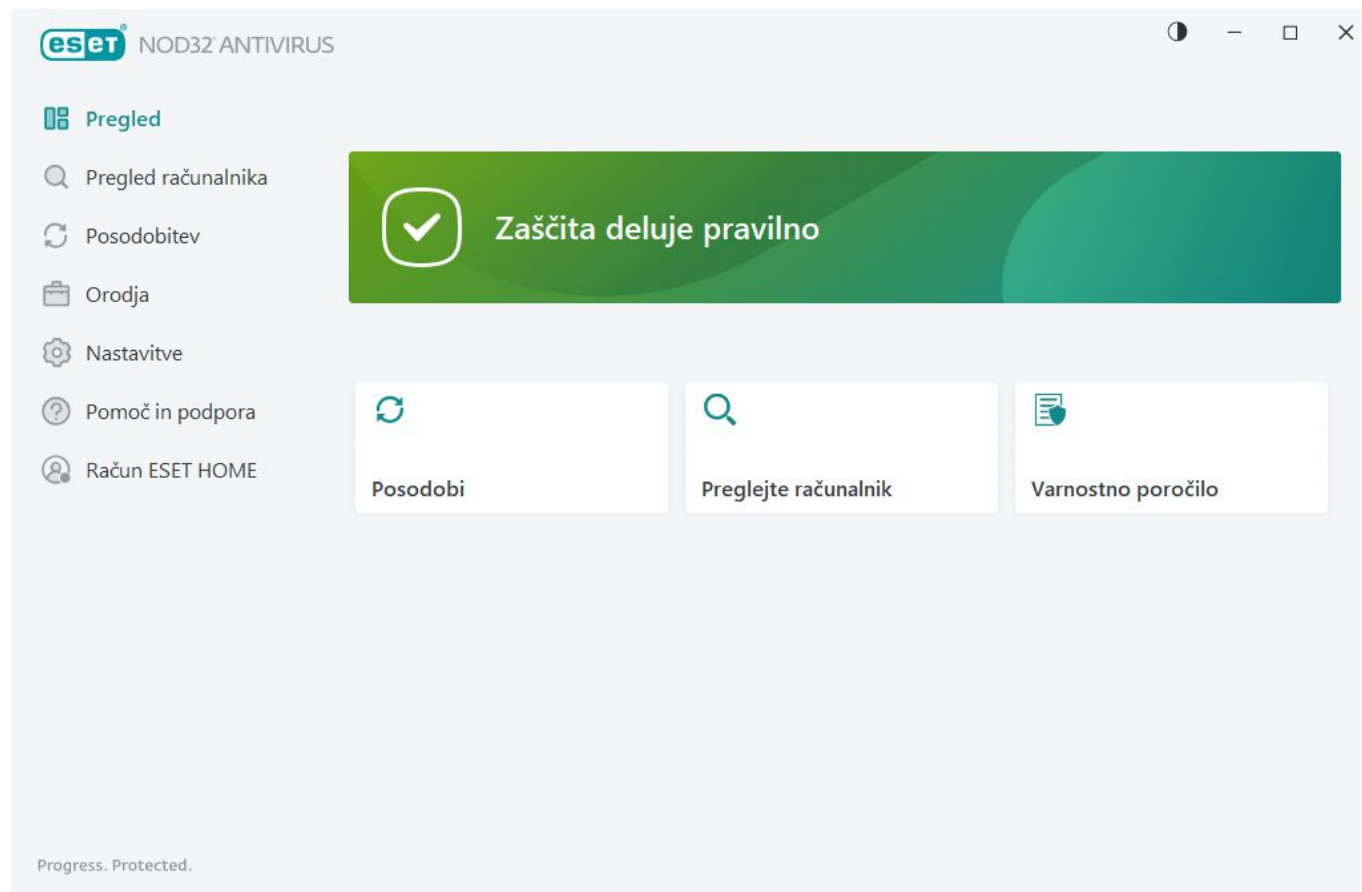 eset® NOD32® ANTIVIRUS
Pregled
Pregled računalnika
Posodobitev
Orodja
Nastavitve
Pomoč in podpora
Račun ESET HOME
Zaščita deluje pravilno
Posodobi
Preglejte računalnik
Varnostno poročilo
Progress. Protected.